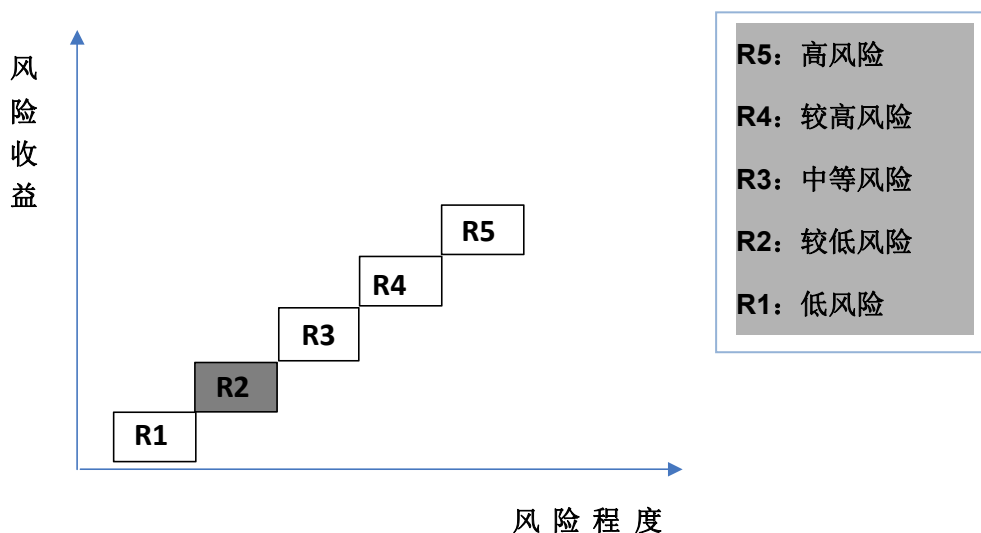 风险收益
R5
R4
R3
R2
R1
风 险 程 度
R5：高风险
R4：较高风险
R3：中等风险
R2：较低风险
R1：低风险